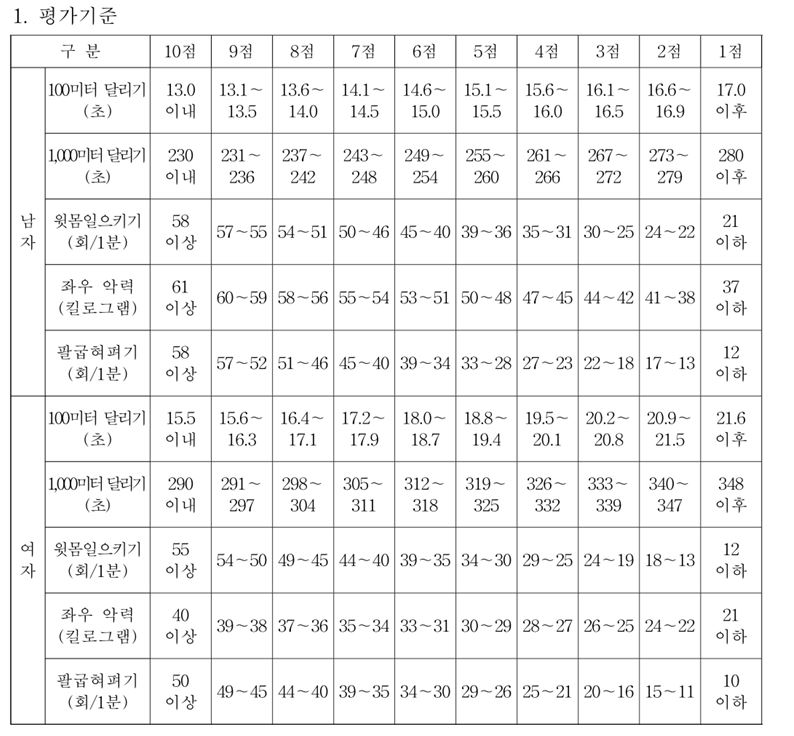 1. 평가기준
구 분 10점 9점 8점 7점 6점 5점 4점 3점 2점 1점
남자
100미터 달리기 (초) 13.0 이내 13.1~13.5 13.6~14.0 14.1~14.5 14.6~15.0 15.1~15.5 15.6~16.0 16.1~16.5 16.6~16.9 17.0 이후
1,000미터 달리기 (초) 230 이내 231~236 237~242 243~248 249~254 255~260 261~266 267~272 273~279 280 이후
윗몸일으키기 (회/1분) 58 이상 57~55 54~51 50~46 45~40 39~36 35~31 30~25 24~22 21 이하
좌우 악력 (킬로그램) 61 이상 60~59 58~56 55~54 53~51 50~48 47~45 44~42 41~38 37 이하
팔굽혀펴기 (회/1분) 58 이상 57~52 51~46 45~40 39~34 33~28 27~23 22~18 17~13 12 이하
여자
100미터 달리기 (초) 15.5 이내 15.6~16.3 16.4~17.1 17.2~17.9 18.0~18.7 18.8~19.4 19.5~20.1 20.2~20.8 20.9~21.5 21.6 이후
1,000미터 달리기 (초) 290 이내 291~297 298~304 305~311 312~318 319~325 326~332 333~339 340~347 348 이후
윗몸일으키기 (회/1분) 55 이상 54~50 49~45 44~40 39~35 34~30 29~25 24~19 18~13 12 이하
좌우 악력 (킬로그램) 40 이상 39~38 37~36 35~34 33~31 30~29 28~27 26~25 24~22 21 이하
팔굽혀펴기 (회/1분) 50 이상 49~45 44~40 39~35 34~30 29~26 25~21 20~16 15~11 10 이하